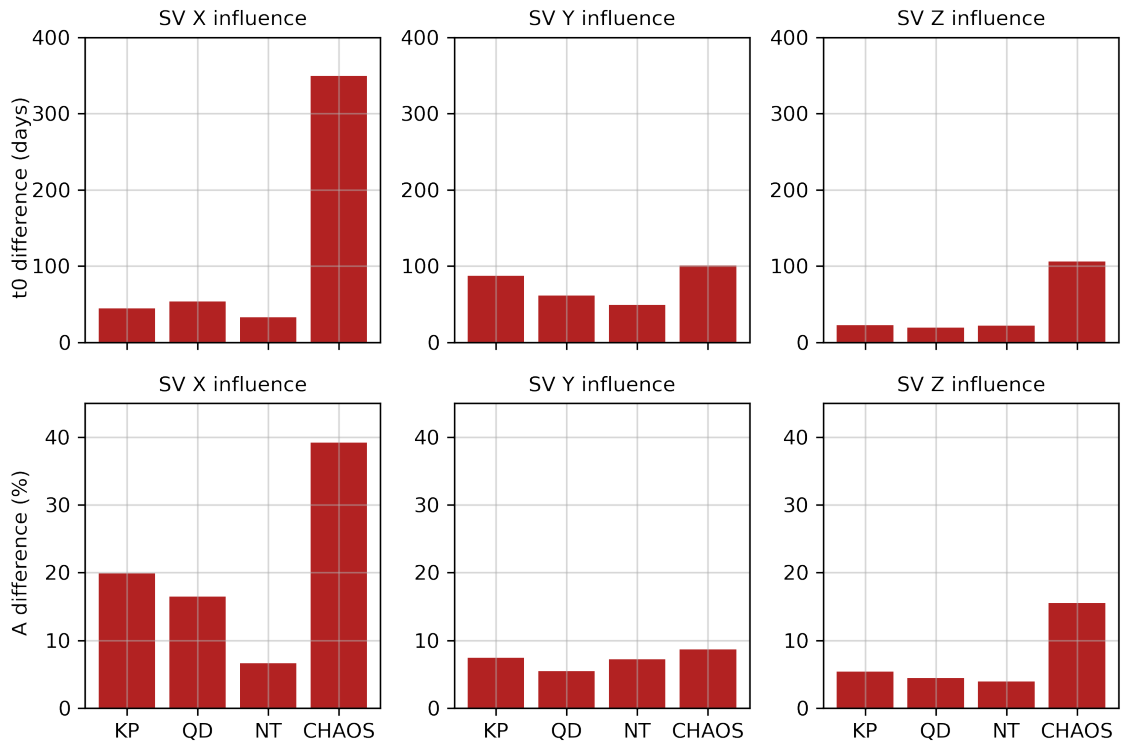 SV X influence
SV Y influence
SV Z influence
t0 difference (days)
400
300
200
100
0
400
300
200
100
0
400
300
200
100
0
SV X influence
SV Y influence
SV Z influence
A difference (%)
40
30
20
10
0
40
30
20
10
0
40
30
20
10
0
KP QD NT CHAOS
KP QD NT CHAOS
KP QD NT CHAOS